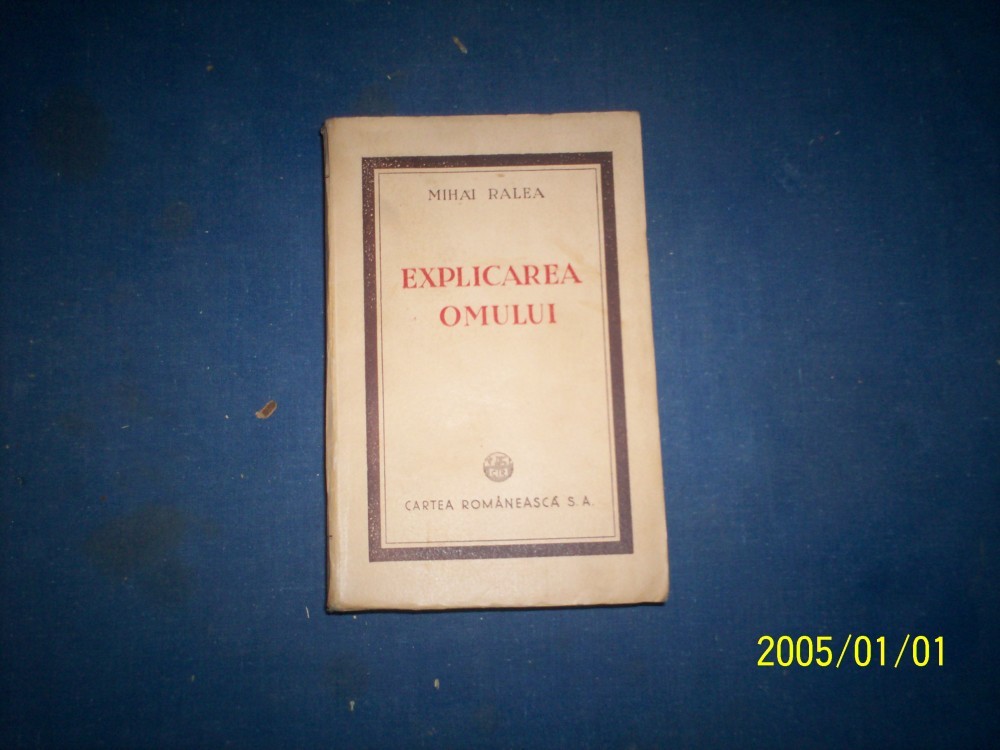 MIHAI RALEA
EXPLICAREA
OMULUI
CARTEA ROMÂNEASCĂ S. A.
2005/01/01